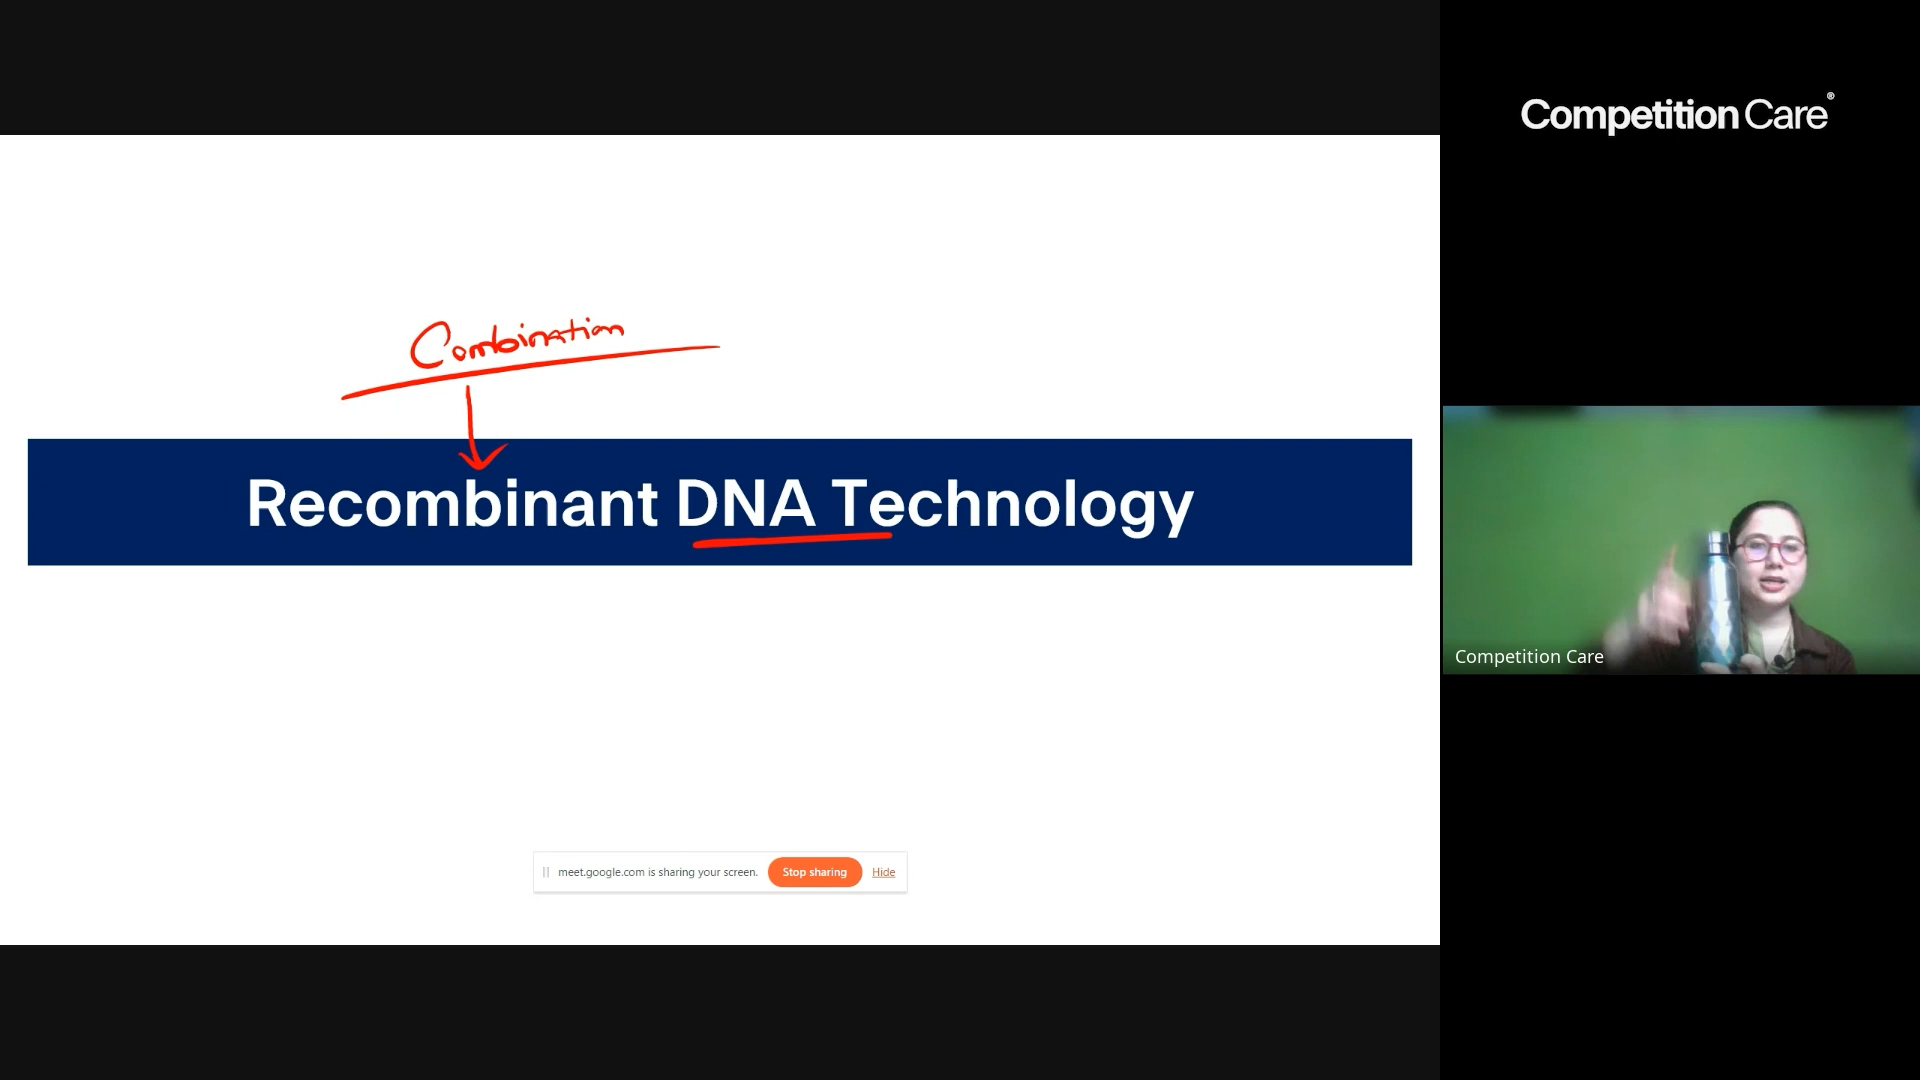 Competition Care®
Combination
Recombinant DNA Technology
Competition Care
meet.google.com is sharing your screen. Stop sharing Hide